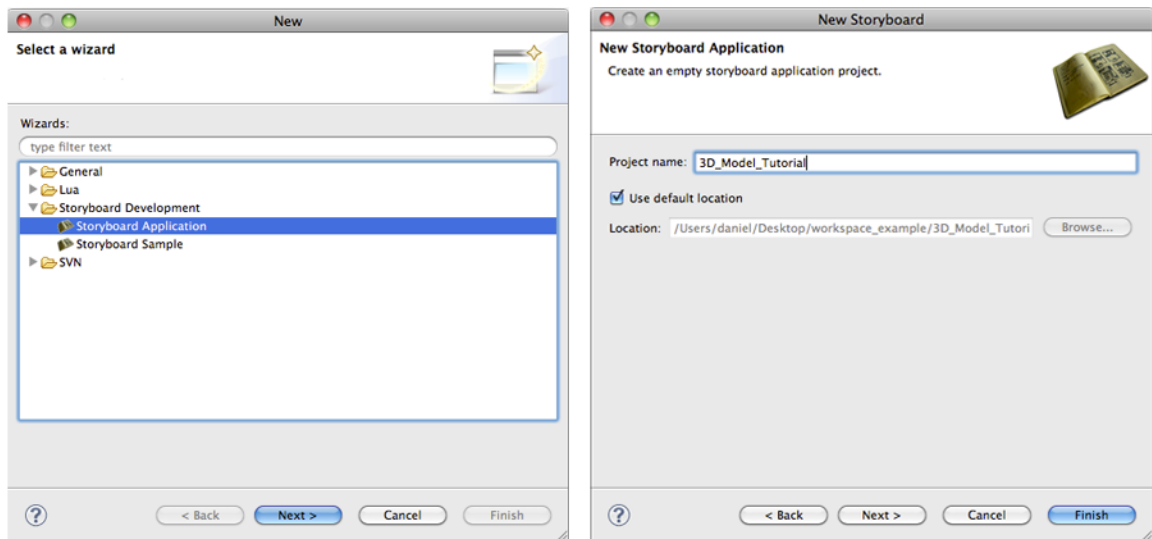 New
Select a wizard
Wizards:
type filter text
General
Lua
Storyboard Development
Storyboard Application
Storyboard Sample
SVN
?
< Back
Next >
Cancel
Finish
New Storyboard
New Storyboard Application
Create an empty storyboard application project.
Project name: 3D_Model_Tutorial
Use default location
Location: /Users/daniel/Desktop/workspace_example/3D_Model_Tutori Browse...
?
< Back
Next >
Cancel
Finish